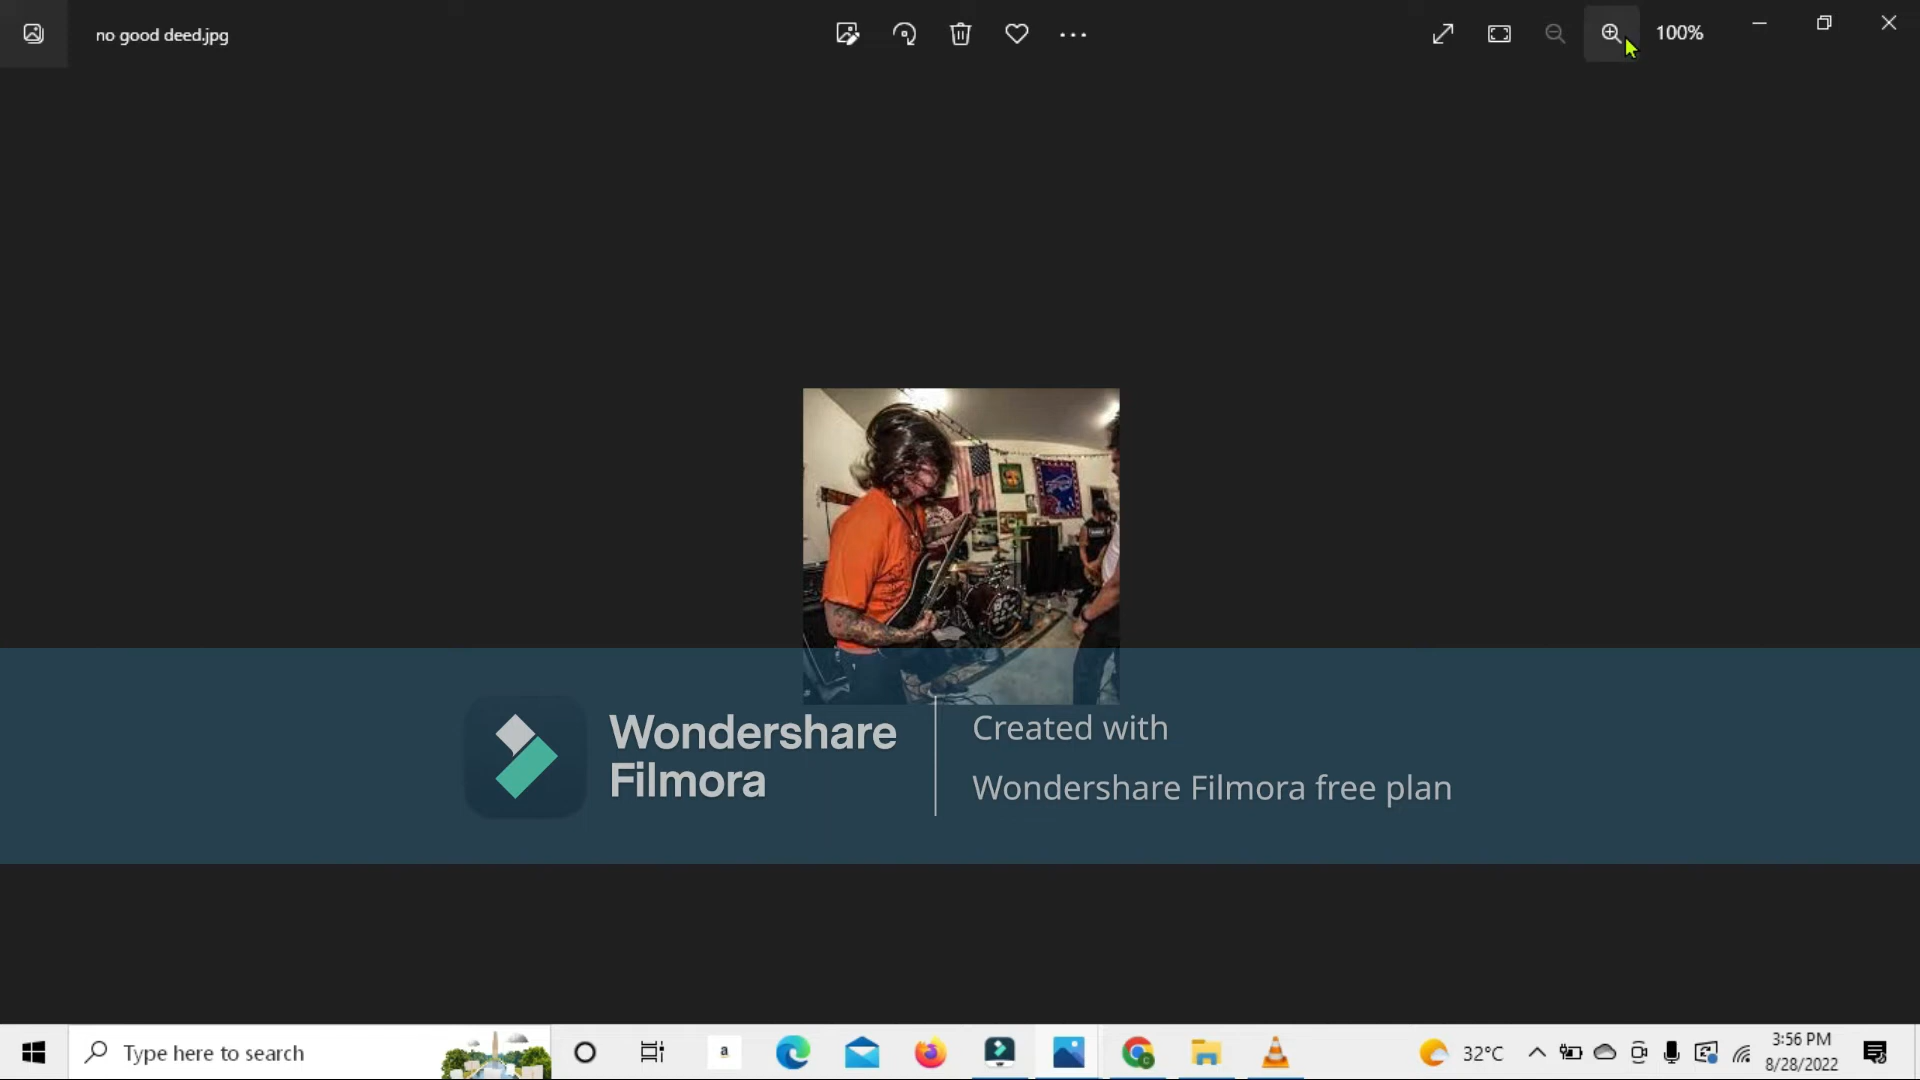 no good deed.jpg
100%
Wondershare
Filmora
Created with
Wondershare Filmora free plan
Type here to search
a
32°C
3:56 PM
8/28/2022